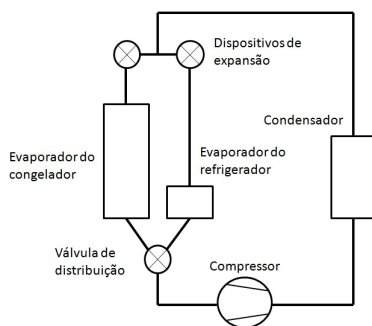 Dispositivos de
expansão
Condensador
Evaporador do
congelador
Evaporador do
refrigerador
Válvula de
distribuição
Compressor